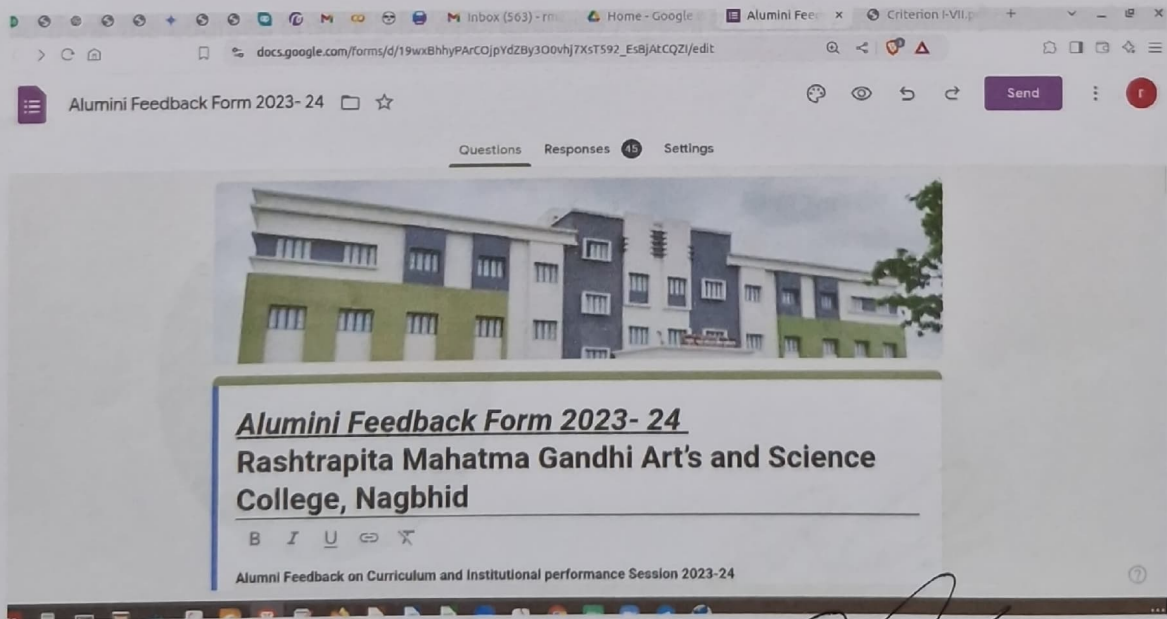 Inbox (563) - rm
Home - Google
Alumini Fee
Criterion I-VII.p
docs.google.com/forms/d/19wxBhhyPArCOjpYdZBy3O0vhj7XsT592_EsBjAtCQZI/edit
Alumini Feedback Form 2023- 24
Send
r
Questions Responses 45 Settings
Alumini Feedback Form 2023- 24
Rashtrapita Mahatma Gandhi Art's and Science
College, Nagbhid
B I U
Alumni Feedback on Curriculum and Institutional performance Session 2023-24